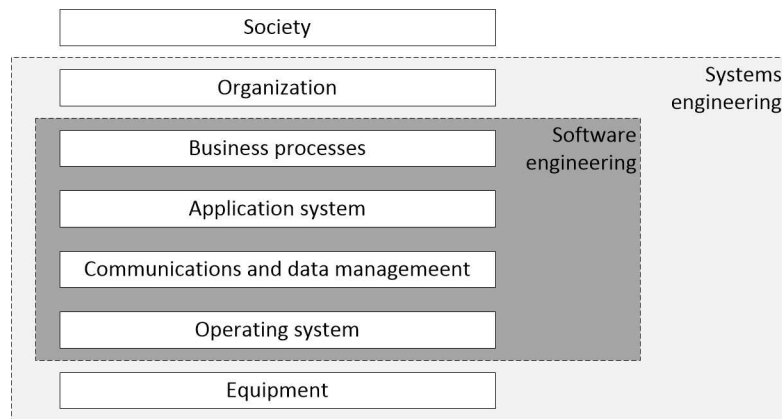 Society
Systems
engineering
Organization
Software
engineering
Business processes
Application system
Communications and data managemeent
Operating system
Equipment